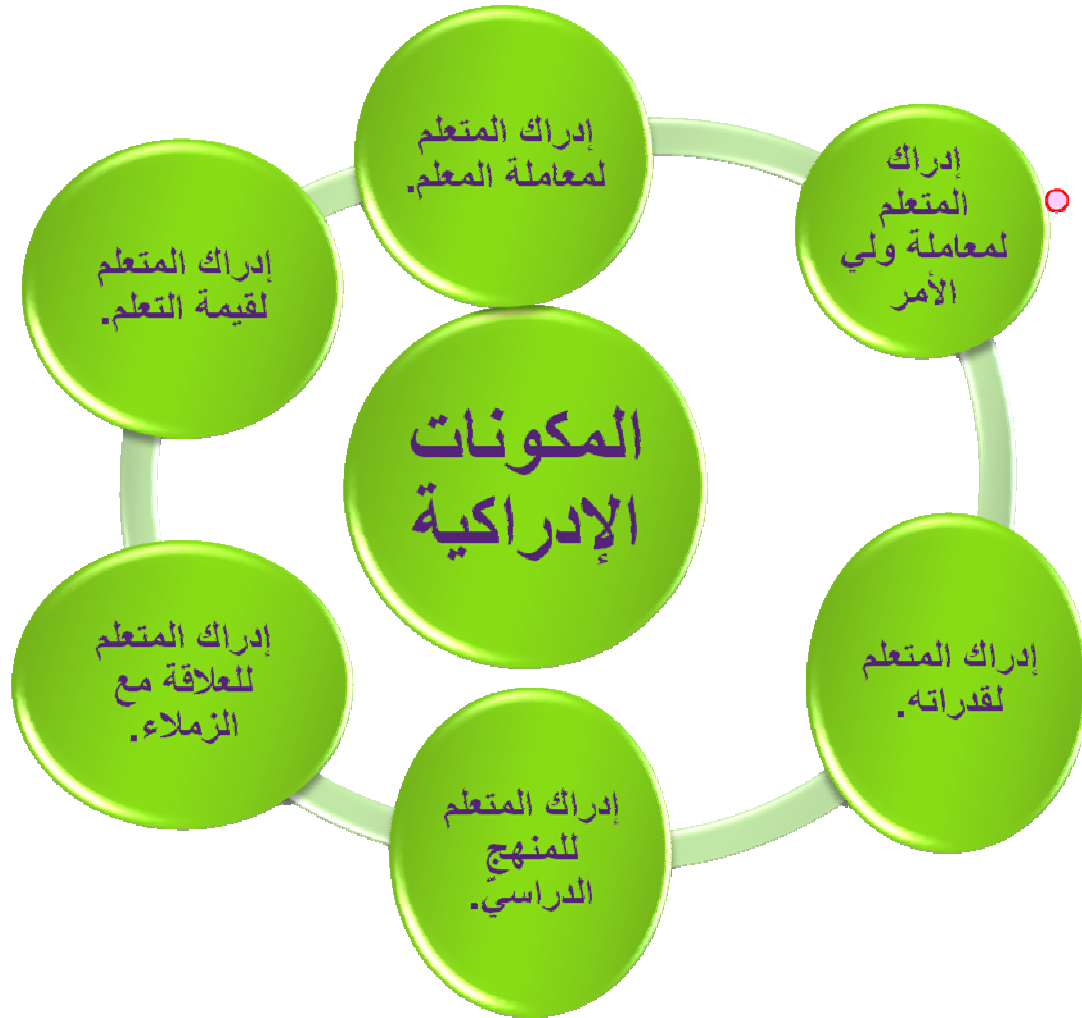 إدراك المتعلم
لمعاملة المعلم.
إدراك
المتعلم
لمعاملة ولي
الأمر
إدراك المتعلم
لقيمة التعلم.
المكونات
الإدراكية
إدراك المتعلم
لقدراته.
إدراك المتعلم
للعلاقة مع
الزملاء.
إدراك المتعلم
للمنهج
الدراسيّ.